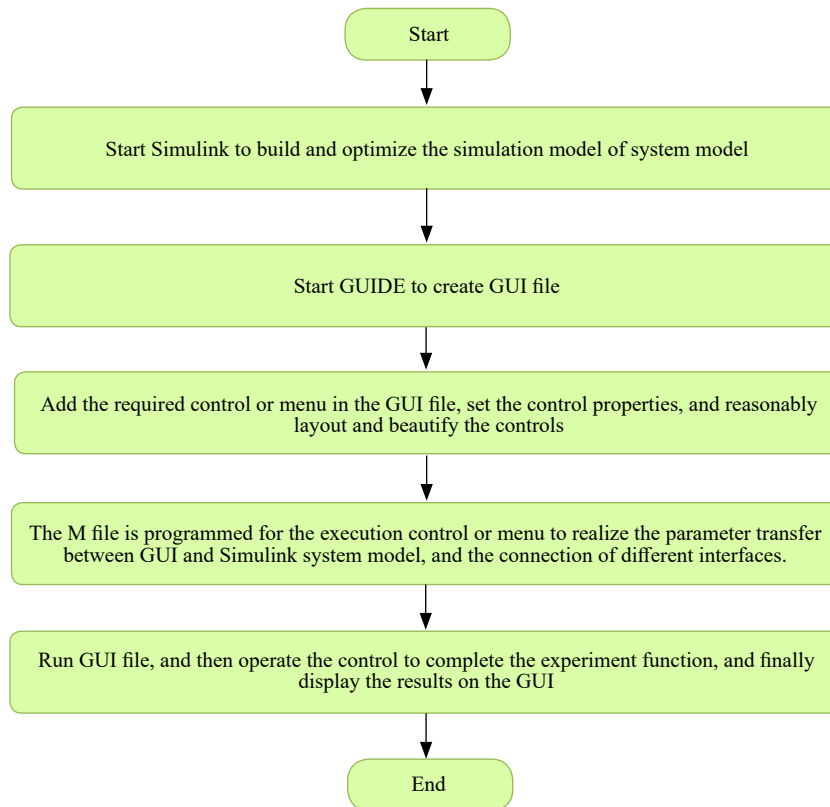 Start
Start Simulink to build and optimize the simulation model of system model
Start GUIDE to create GUI file
Add the required control or menu in the GUI file, set the control properties, and reasonably
layout and beautify the controls
The M file is programmed for the execution control or menu to realize the parameter transfer
between GUI and Simulink system model, and the connection of different interfaces.
Run GUI file, and then operate the control to complete the experiment function, and finally
display the results on the GUI
End